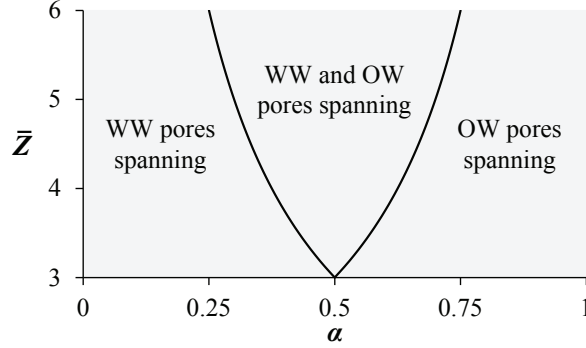 6
WW and OW
pores spanning
5
WW pores
spanning
OW pores
spanning
Z̄
4
3
0
0.25
0.5
0.75
1
α